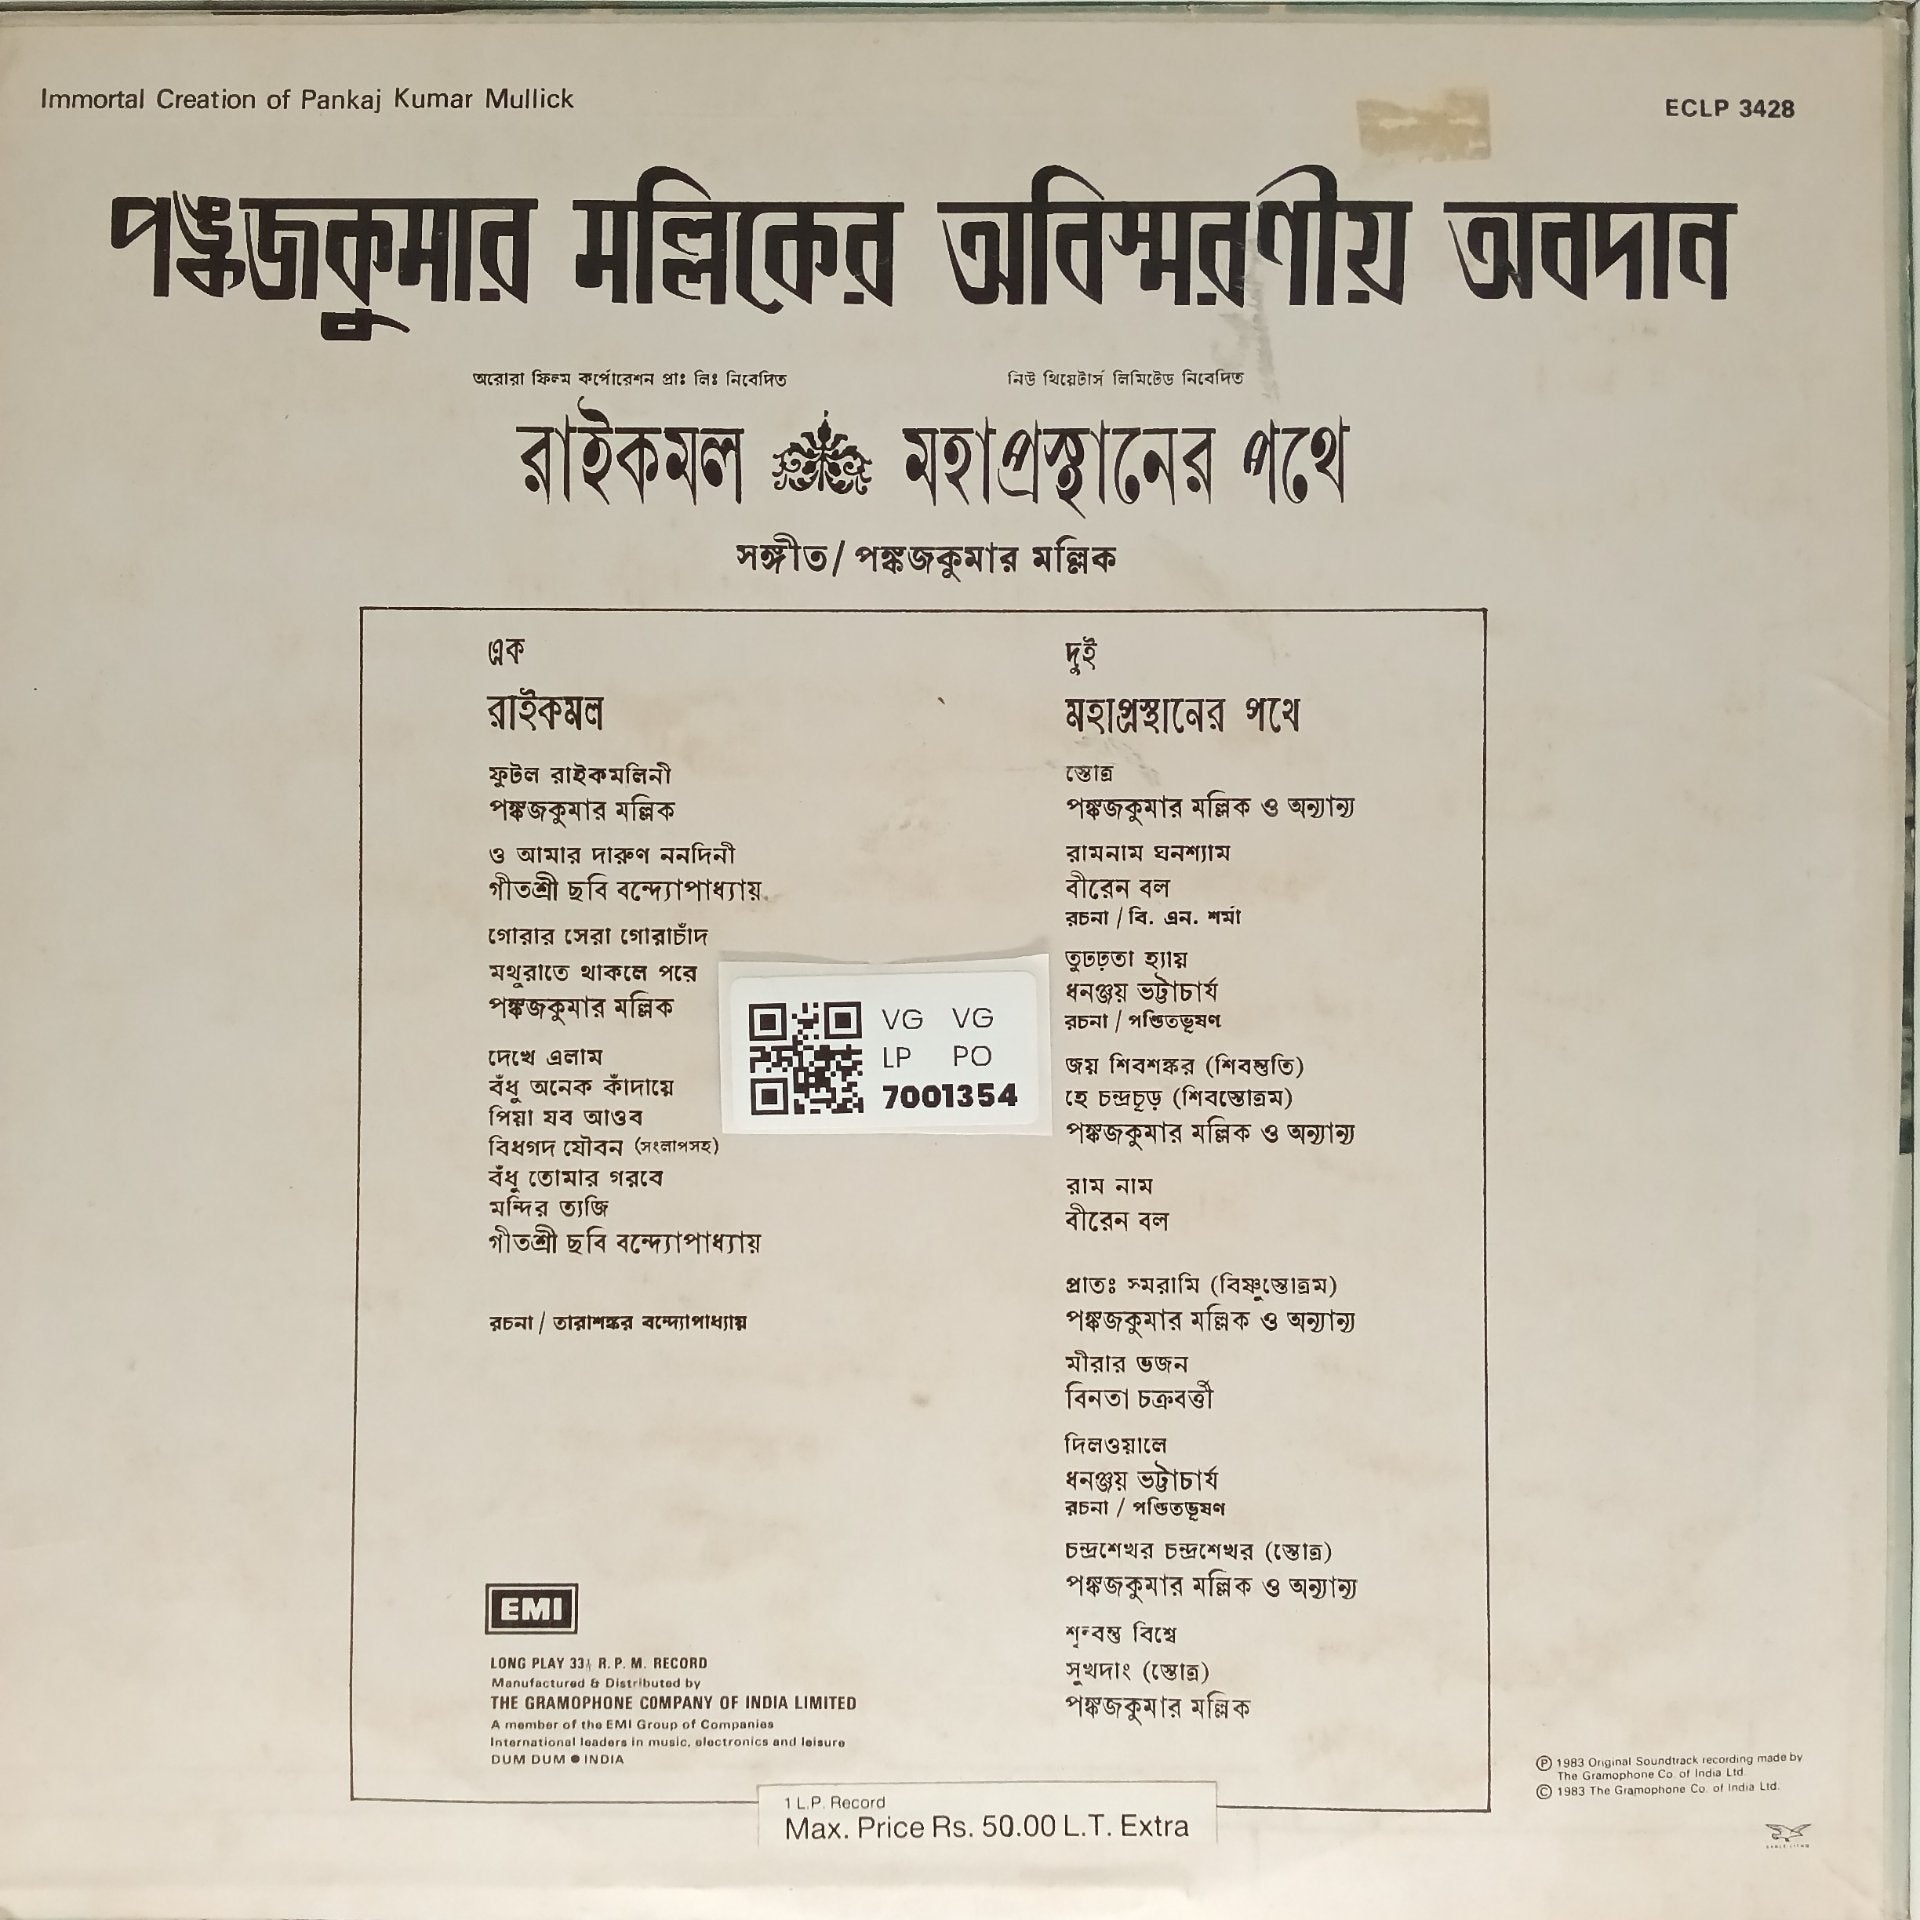 Immortal Creation of Pankaj Kumar Mullick
ECLP 3428
পঙ্কজকুমার মল্লিকের অবিস্মরণীয় অবদান
অরোরা ফিল্ম কর্পোরেশন প্রাঃ লিঃ নিবেদিত
নিউ থিয়েটার্স লিমিটেড নিবেদিত
রাইকমল
মহাপ্রস্থানের পথে
সঙ্গীত/ পঙ্কজকুমার মল্লিক
এক
রাইকমল
ফুটল রাইকমলিনী
পঙ্কজকুমার মল্লিক
ও আমার দারুণ ননদিনী
গীতশ্রী ছবি বন্দ্যোপাধ্যায়
গোরার সেরা গোরাচাঁদ
মথুরাতে থাকলে পরে
পঙ্কজকুমার মল্লিক
দেখে এলাম
বঁধু অনেক কাঁদায়ে
পিয়া যব আওব
বিধগদ যৌবন (সংলাপসহ)
বঁধু তোমার গরবে
মন্দির ত্যজি
গীতশ্রী ছবি বন্দ্যোপাধ্যায়
রচনা / তারাশঙ্কর বন্দ্যোপাধ্যায়
দুই
মহাপ্রস্থানের পথে
স্তোত্র
পঙ্কজকুমার মল্লিক ও অন্যান্য
রামনাম ঘনশ্যাম
বীরেন বল
রচনা / বি. এন. শর্মা
তুঢঢ়তা হ্যায়
ধনঞ্জয় ভট্টাচার্য
রচনা / পণ্ডিতভূষণ
জয় শিবশঙ্কর (শিবস্তুতি)
হে চন্দ্রচূড় (শিবস্তোত্রম)
পঙ্কজকুমার মল্লিক ও অন্যান্য
রাম নাম
বীরেন বল
প্রাতঃ স্মরামি (বিষ্ণুস্তোত্রম)
পঙ্কজকুমার মল্লিক ও অন্যান্য
মীরার ভজন
বিনতা চক্রবর্ত্তী
দিলওয়ালে
ধনঞ্জয় ভট্টাচার্য
রচনা / পণ্ডিতভূষণ
চন্দ্রশেখর চন্দ্রশেখর (স্তোত্র)
পঙ্কজকুমার মল্লিক ও অন্যান্য
শৃন্বন্তু বিশ্বে
সুখদাং (স্তোত্র)
পঙ্কজকুমার মল্লিক
VG VG
LP PO
7001354
EMI
LONG PLAY 33⅓ R. P. M. RECORD
Manufactured & Distributed by
THE GRAMOPHONE COMPANY OF INDIA LIMITED
A member of the EMI Group of Companies
International leaders in music, electronics and leisure
DUM DUM ● INDIA
1 L.P. Record
Max. Price Rs. 50.00 L.T. Extra
Ⓟ 1983 Original Soundtrack recording made by
The Gramophone Co. of India Ltd.
© 1983 The Gramophone Co. of India Ltd.